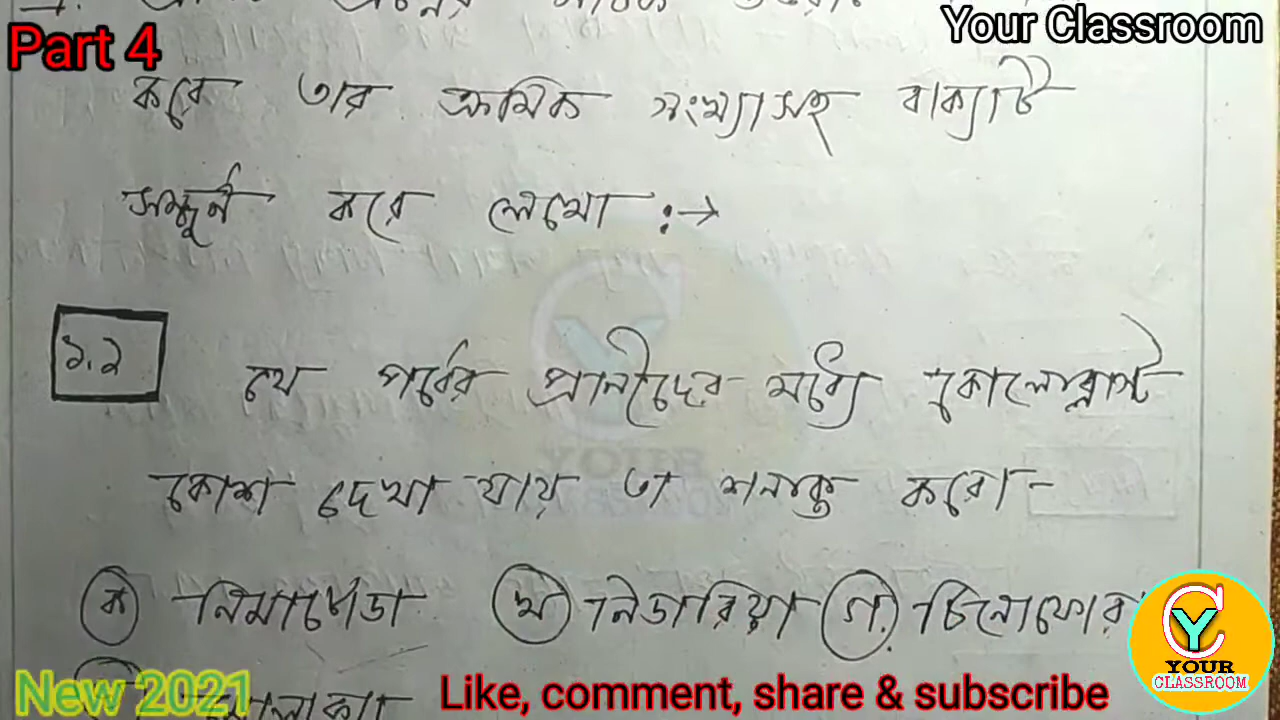 Your Classroom
Part 4
করে তার ক্রমিক সংখ্যাসহ বাক্যটি
সম্পূর্ন করে লেখো :→
১.২ যে পর্বের প্রানীদের মধ্যে কোলোব্লাস্ট
কোশ দেখা যায় তা শনাক্ত করো -
ক নিমাটোডা খ নিডারিয়া গ. টিনোফোরা
New 2021
Like, comment, share & subscribe
YOUR
CLASSROOM